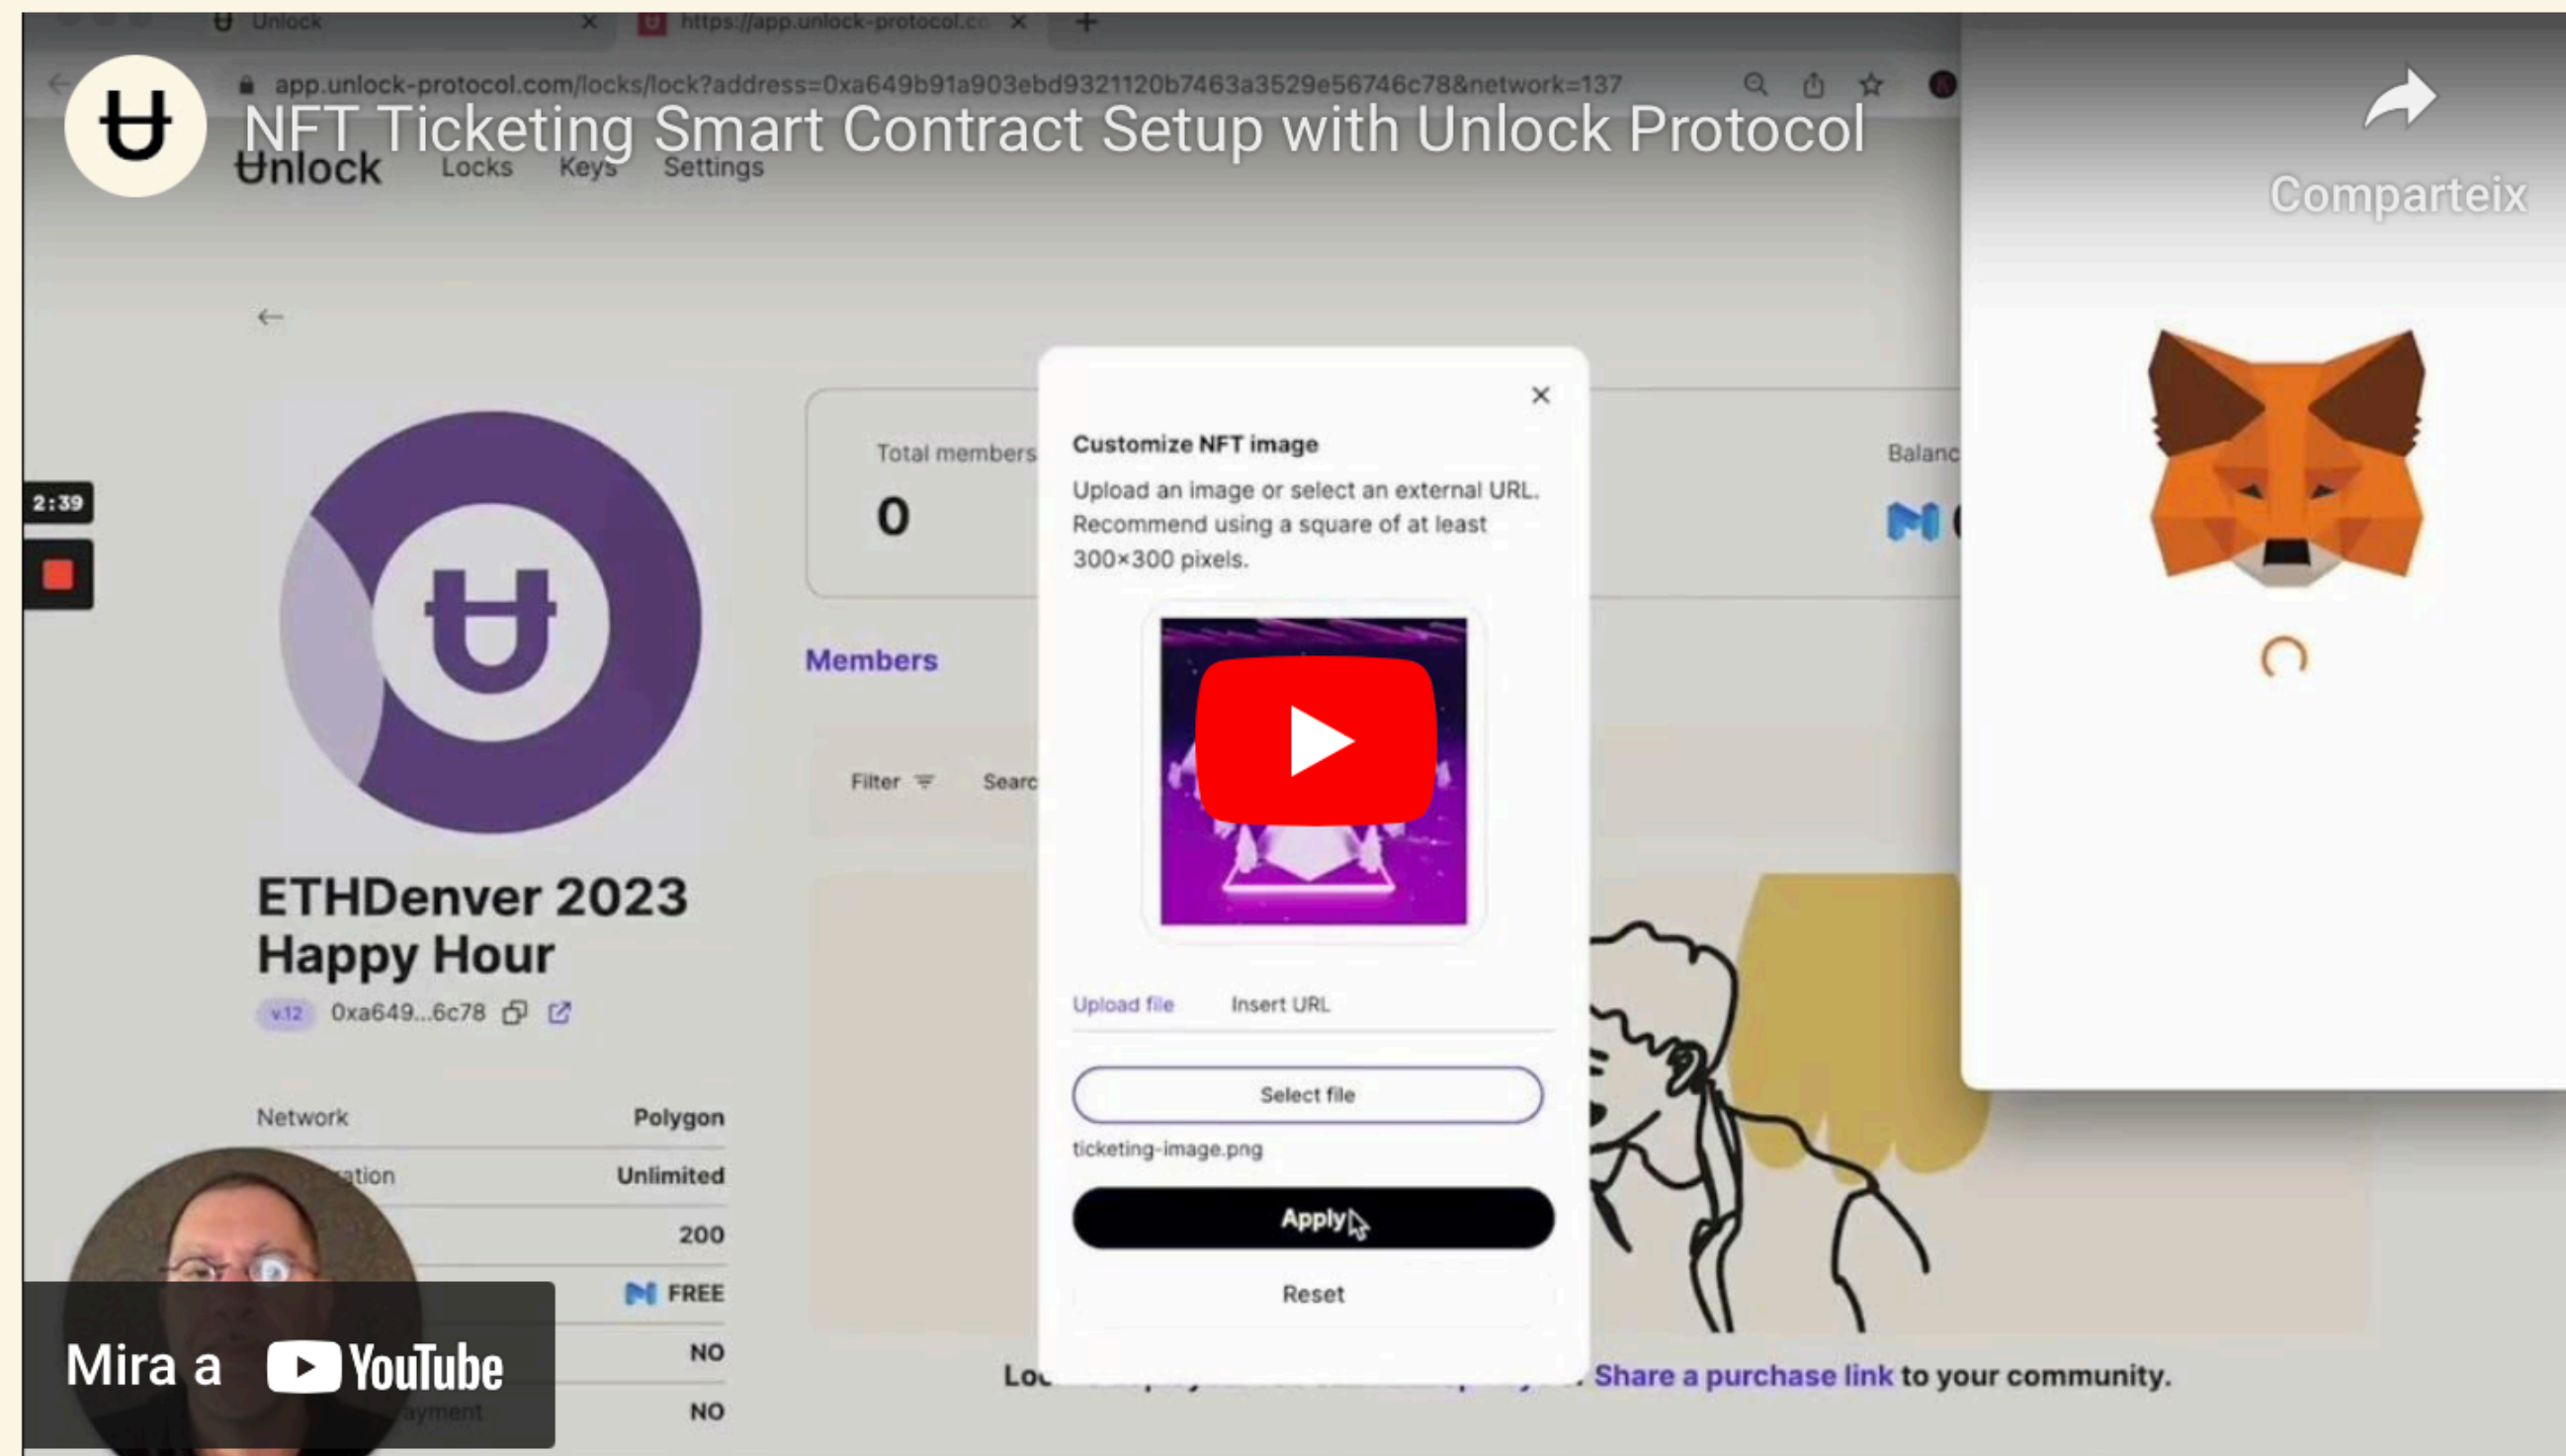 Unlock
https://app.unlock-protocol.co
app.unlock-protocol.com/locks/lock?address=0xa649b91a903ebd9321120b7463a3529e56746c78&network=137
NFT Ticketing Smart Contract Setup with Unlock Protocol
Comparteix
Unlock Locks Keys Settings
2:39
Total members
0
Balanc
Customize NFT image
Upload an image or select an external URL.
Recommend using a square of at least
300×300 pixels.
Members
Filter Searc
ETHDenver 2023
Happy Hour
v.12 0xa649...6c78
Upload file Insert URL
Select file
ticketing-image.png
Apply
Reset
Network Polygon
ration Unlimited
200
FREE
NO
ayment NO
Mira a YouTube
Share a purchase link to your community.